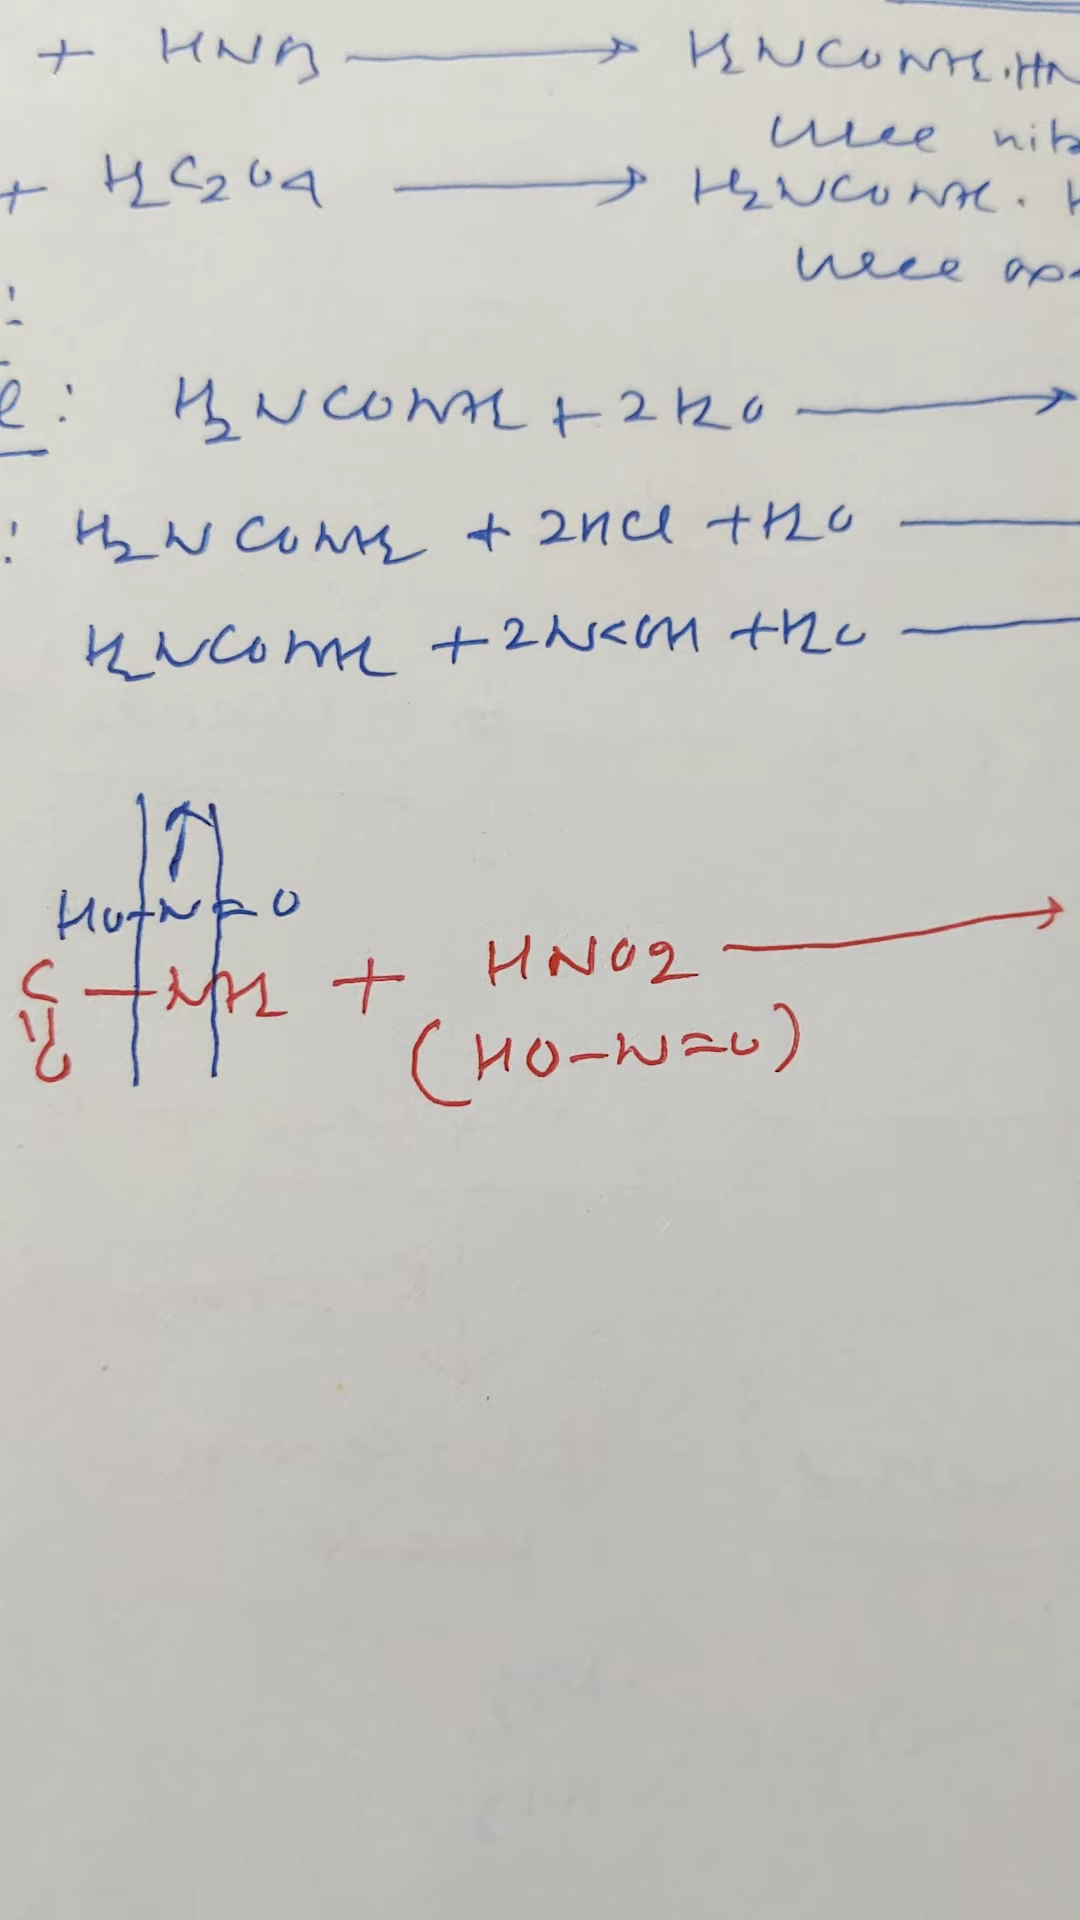 + HNO3 → H2NCONH2.HN
Urea nit
+ H2C2O4 → H2NCONH2. H
Urea ox
:
e: H2NCONH2 + 2H2O →
: H2NCONH2 + 2HCl + H2O
H2NCONH2 + 2NaOH + H2O
HO-N=O
C-NH2 + HNO2 →
O (HO-N=O)